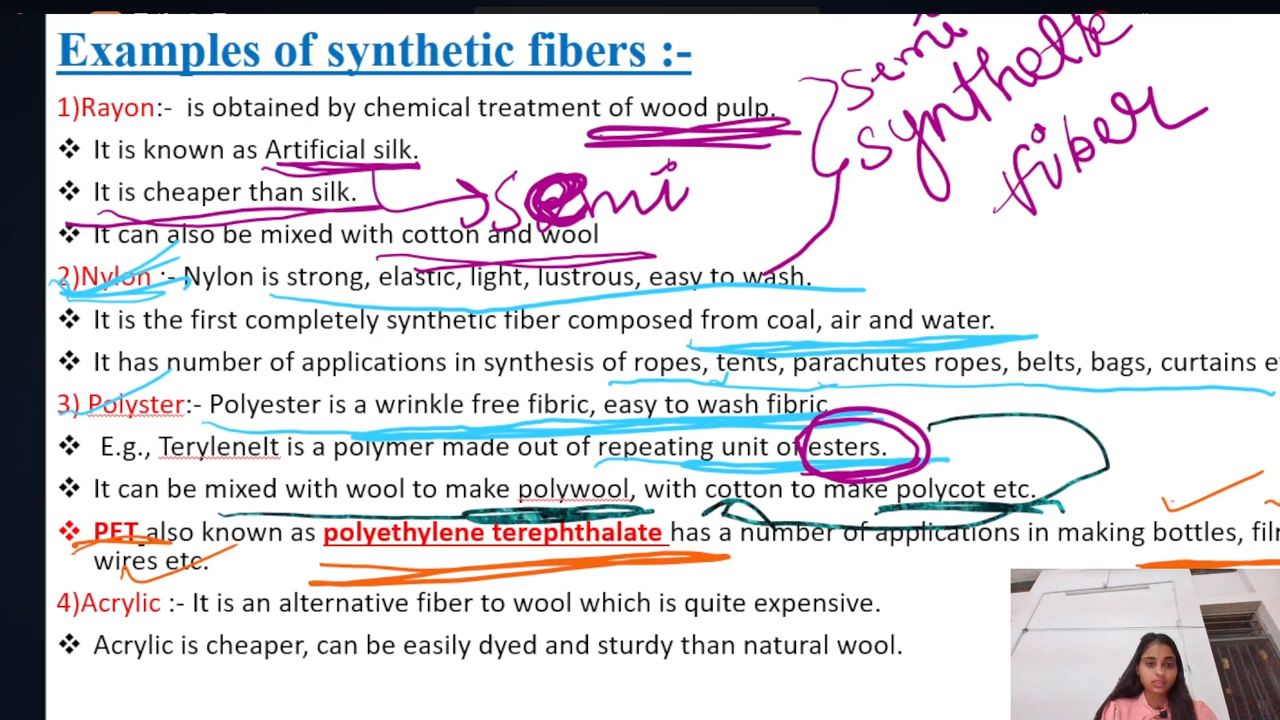 Examples of synthetic fibers :-
1)Rayon:- is obtained by chemical treatment of wood pulp.
❖ It is known as Artificial silk.
❖ It is cheaper than silk.
❖ It can also be mixed with cotton and wool
2)Nylon :- Nylon is strong, elastic, light, lustrous, easy to wash.
❖ It is the first completely synthetic fiber composed from coal, air and water.
❖ It has number of applications in synthesis of ropes, tents, parachutes ropes, belts, bags, curtains
3) Polyster:- Polyester is a wrinkle free fibric, easy to wash fibric
❖ E.g., TeryleneIt is a polymer made out of repeating unit of esters.
❖ It can be mixed with wool to make polywool, with cotton to make polycot etc.
❖ PET also known as polyethylene terephthalate has a number of applications in making bottles,
wires etc.
4)Acrylic :- It is an alternative fiber to wool which is quite expensive.
❖ Acrylic is cheaper, can be easily dyed and sturdy than natural wool.
semi
semi
synthetic
fiber